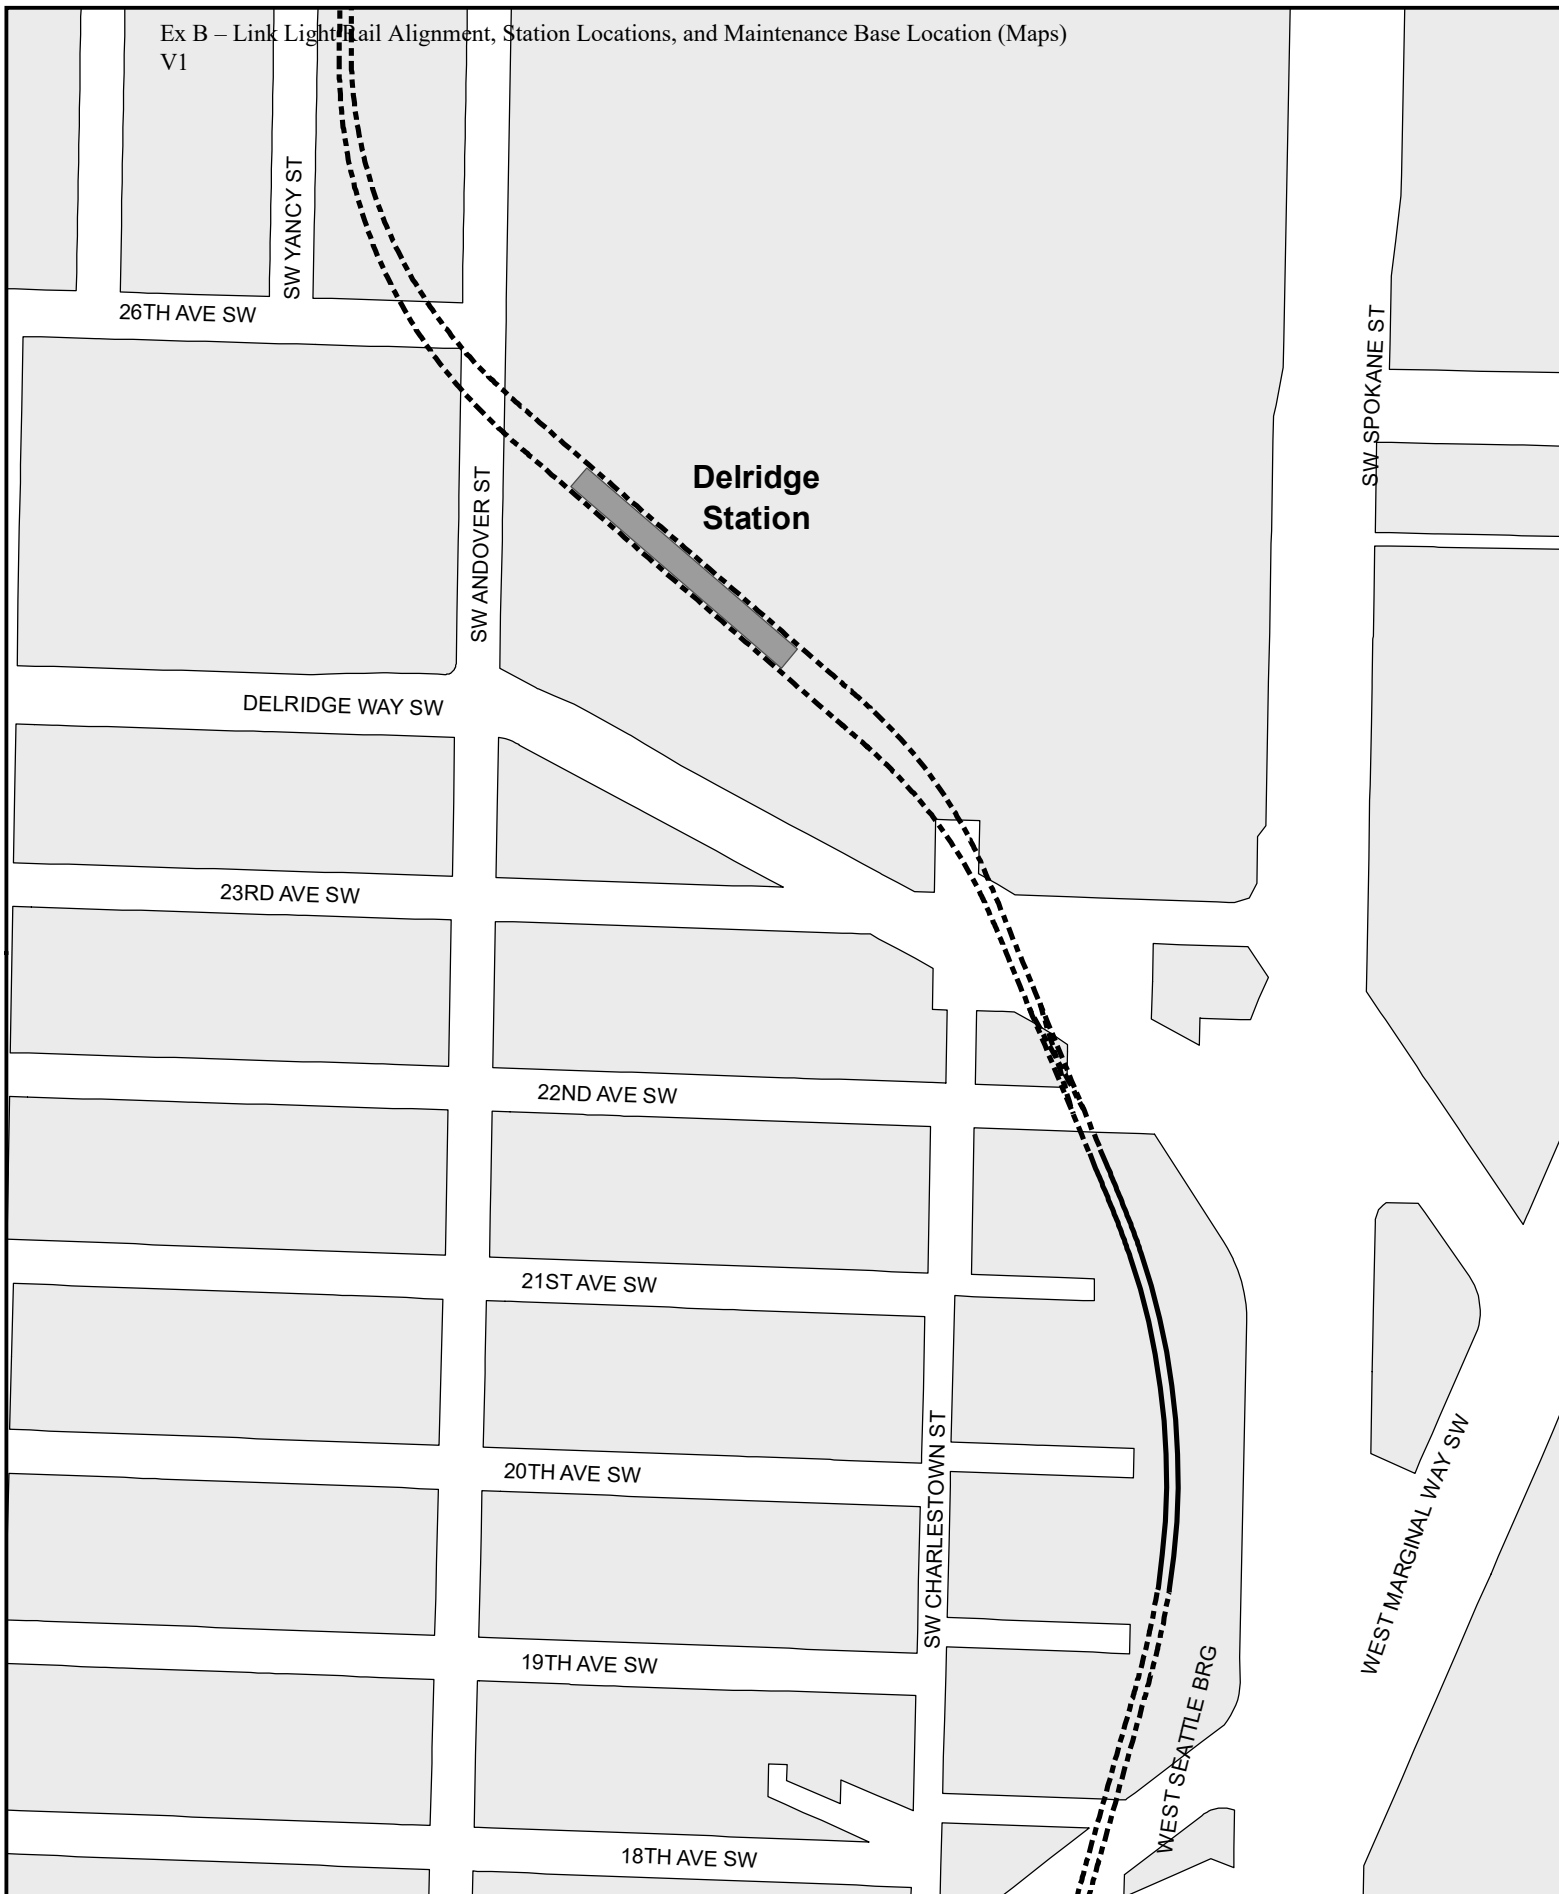 Ex B – Link Light Rail Alignment, Station Locations, and Maintenance Base Location (Maps)
V1
SW YANCY ST
26TH AVE SW
SW SPOKANE ST
Delridge
Station
SW ANDOVER ST
DELRIDGE WAY SW
23RD AVE SW
22ND AVE SW
21ST AVE SW
20TH AVE SW
SW CHARLESTOWN ST
WEST MARGINAL WAY SW
19TH AVE SW
WEST SEATTLE BRG
18TH AVE SW